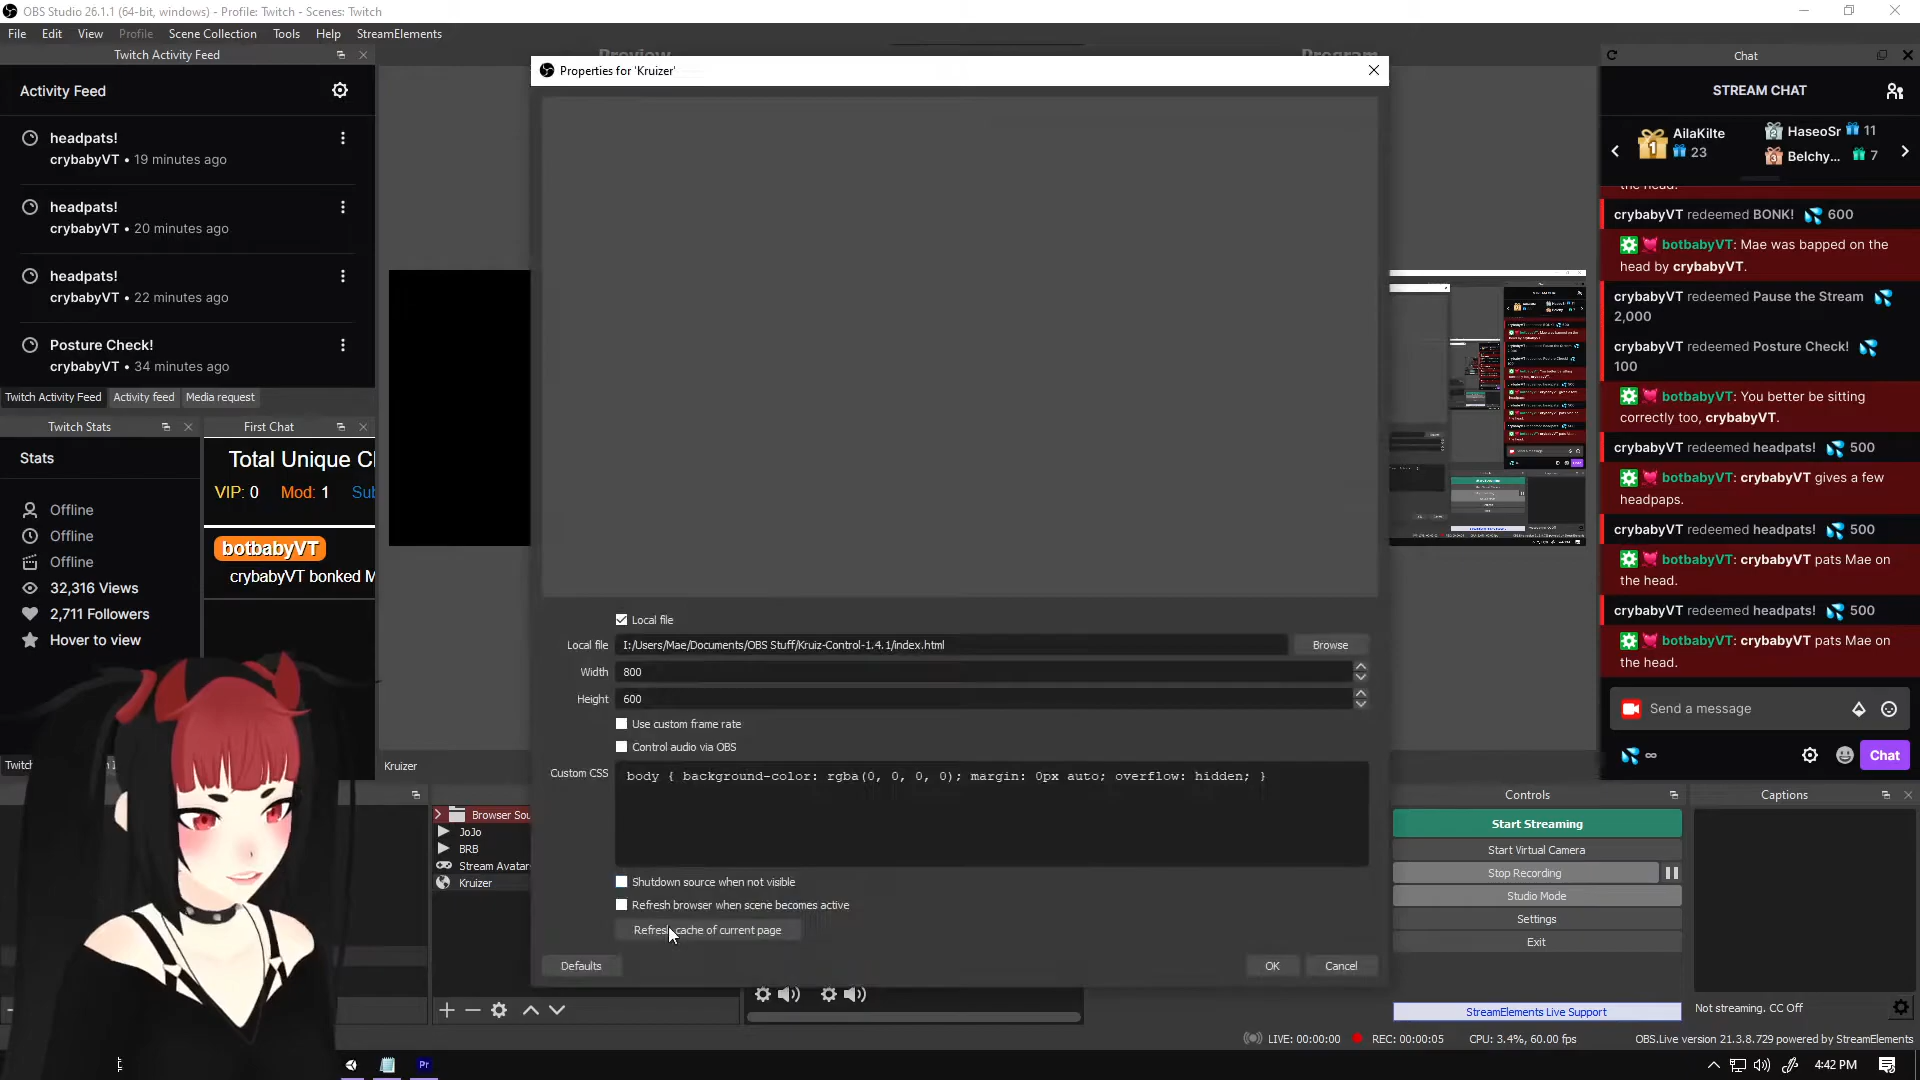 OBS Studio 26.1.1 (64-bit, windows) - Profile: Twitch - Scenes: Twitch
File Edit View Profile Scene Collection Tools Help StreamElements
Twitch Activity Feed
Activity Feed
headpats!
crybabyVT • 19 minutes ago
headpats!
crybabyVT • 20 minutes ago
headpats!
crybabyVT • 22 minutes ago
Posture Check!
crybabyVT • 34 minutes ago
Twitch Activity Feed Activity feed Media request
Twitch Stats
Stats
Offline
Offline
Offline
32,316 Views
2,711 Followers
Hover to view
First Chat
Total Unique
VIP: 0 Mod: 1
botbabyVT
crybabyVT bonked
Preview
Program
Properties for 'Kruizer'
Local file
Local file I:/Users/Mae/Documents/OBS Stuff/Kruiz-Control-1.4.1/index.html Browse
Width 800
Height 600
Use custom frame rate
Control audio via OBS
Custom CSS body { background-color: rgba(0, 0, 0, 0); margin: 0px auto; overflow: hidden; }
Shutdown source when not visible
Refresh browser when scene becomes active
Refresh cache of current page
Defaults OK Cancel
Kruizer
Browser Sou
JoJo
BRB
Stream Avatar
Kruizer
Chat
STREAM CHAT
AilaKilte
23
HaseoSr 11
Belchy... 7
the head.
crybabyVT redeemed BONK! 600
botbabyVT: Mae was bapped on the
head by crybabyVT.
crybabyVT redeemed Pause the Stream
2,000
crybabyVT redeemed Posture Check!
100
botbabyVT: You better be sitting
correctly too, crybabyVT.
crybabyVT redeemed headpats! 500
botbabyVT: crybabyVT gives a few
headpaps.
crybabyVT redeemed headpats! 500
botbabyVT: crybabyVT pats Mae on
the head.
crybabyVT redeemed headpats! 500
botbabyVT: crybabyVT pats Mae on
the head.
Send a message
∞ Chat
Controls
Start Streaming
Start Virtual Camera
Stop Recording
Studio Mode
Settings
Exit
StreamElements Live Support
Captions
Not streaming. CC Off
LIVE: 00:00:00 REC: 00:00:05 CPU: 3.4%, 60.00 fps OBS.Live version 21.3.8.729 powered by StreamElements
Pr
4:42 PM